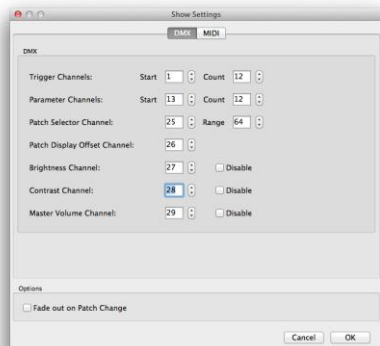 Show Settings
DMX MIDI
DMX
Trigger Channels: Start 1 Count 12
Parameter Channels: Start 13 Count 12
Patch Selector Channel: 25 Range 64
Patch Display Offset Channel: 26
Brightness Channel: 27 Disable
Contrast Channel: 28 Disable
Master Volume Channel: 29 Disable
Options
Fade out on Patch Change
Cancel OK